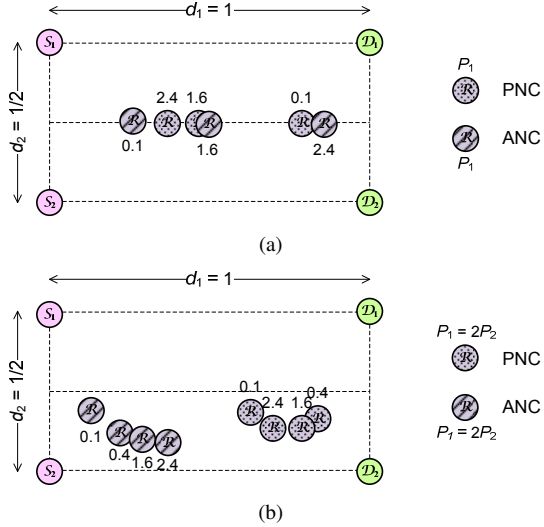 d₁ = 1
d₂ = 1/2
S₁
D₁
2.4 1.6 0.1
R R R R R R
0.1 1.6 2.4
S₂
D₂
P₁
R PNC
R ANC
P₁
(a)
d₁ = 1
d₂ = 1/2
S₁
D₁
0.1 2.4 1.6 0.4
R R R R R R R R
0.1 0.4 1.6 2.4
S₂
D₂
P₁ = 2P₂
R PNC
R ANC
P₁ = 2P₂
(b)